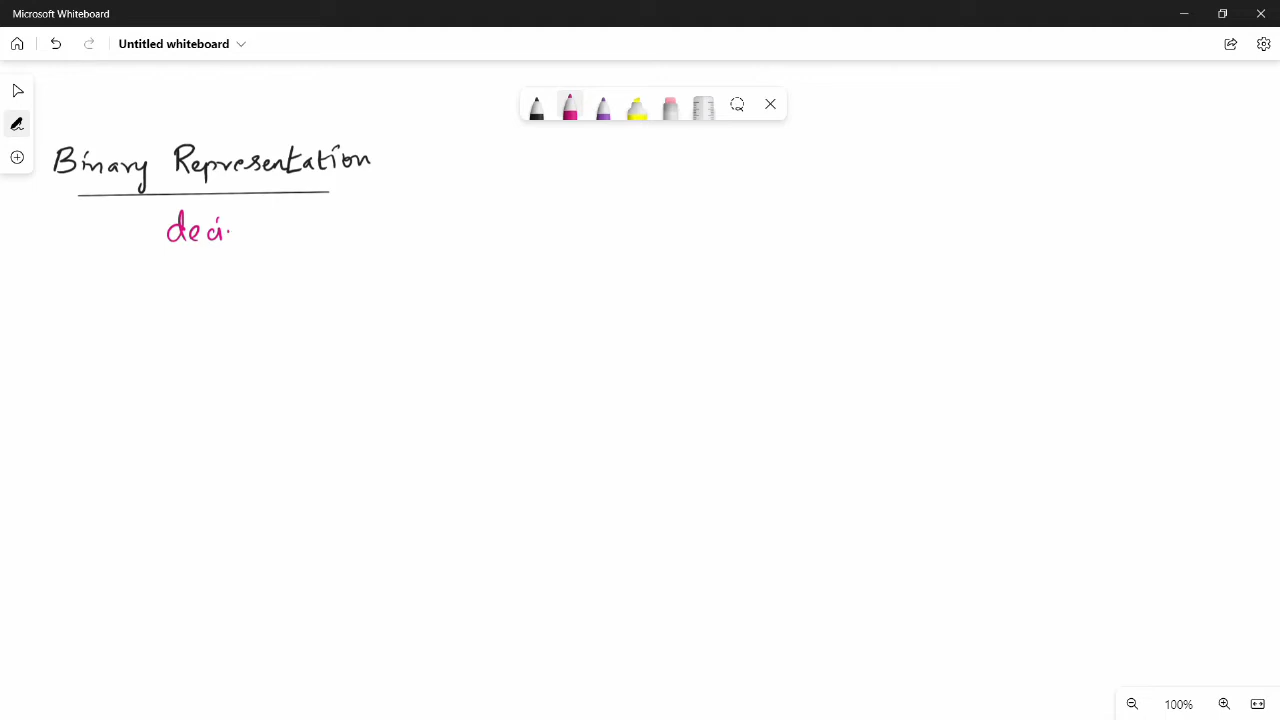 Microsoft Whiteboard
Untitled whiteboard
Binary Representation
deci
100%